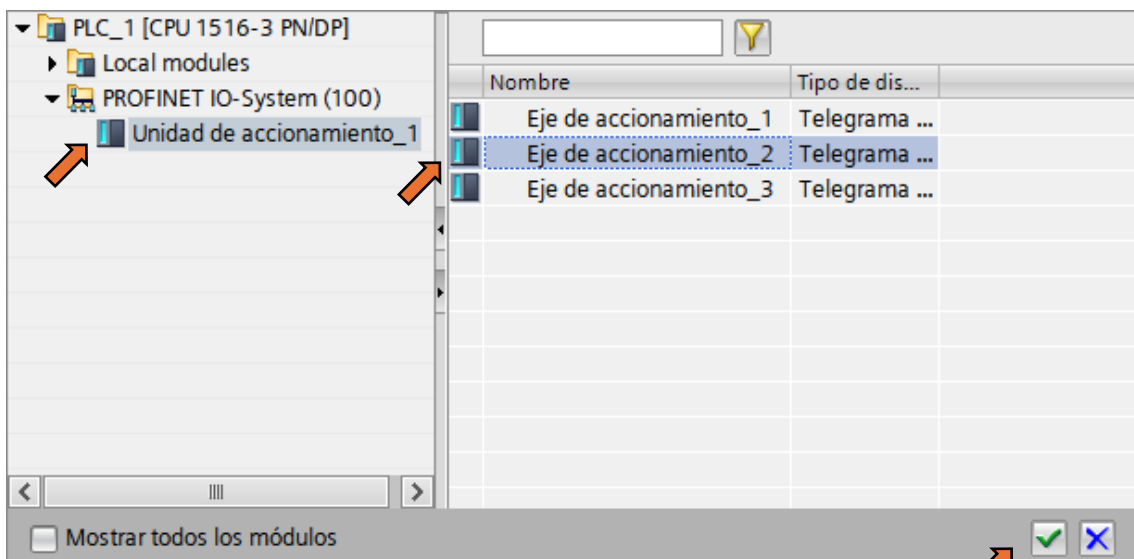 PLC_1 [CPU 1516-3 PN/DP]
Local modules
PROFINET IO-System (100)
Unidad de accionamiento_1
Nombre Tipo de dis...
Eje de accionamiento_1 Telegrama ...
Eje de accionamiento_2 Telegrama ...
Eje de accionamiento_3 Telegrama ...
Mostrar todos los módulos